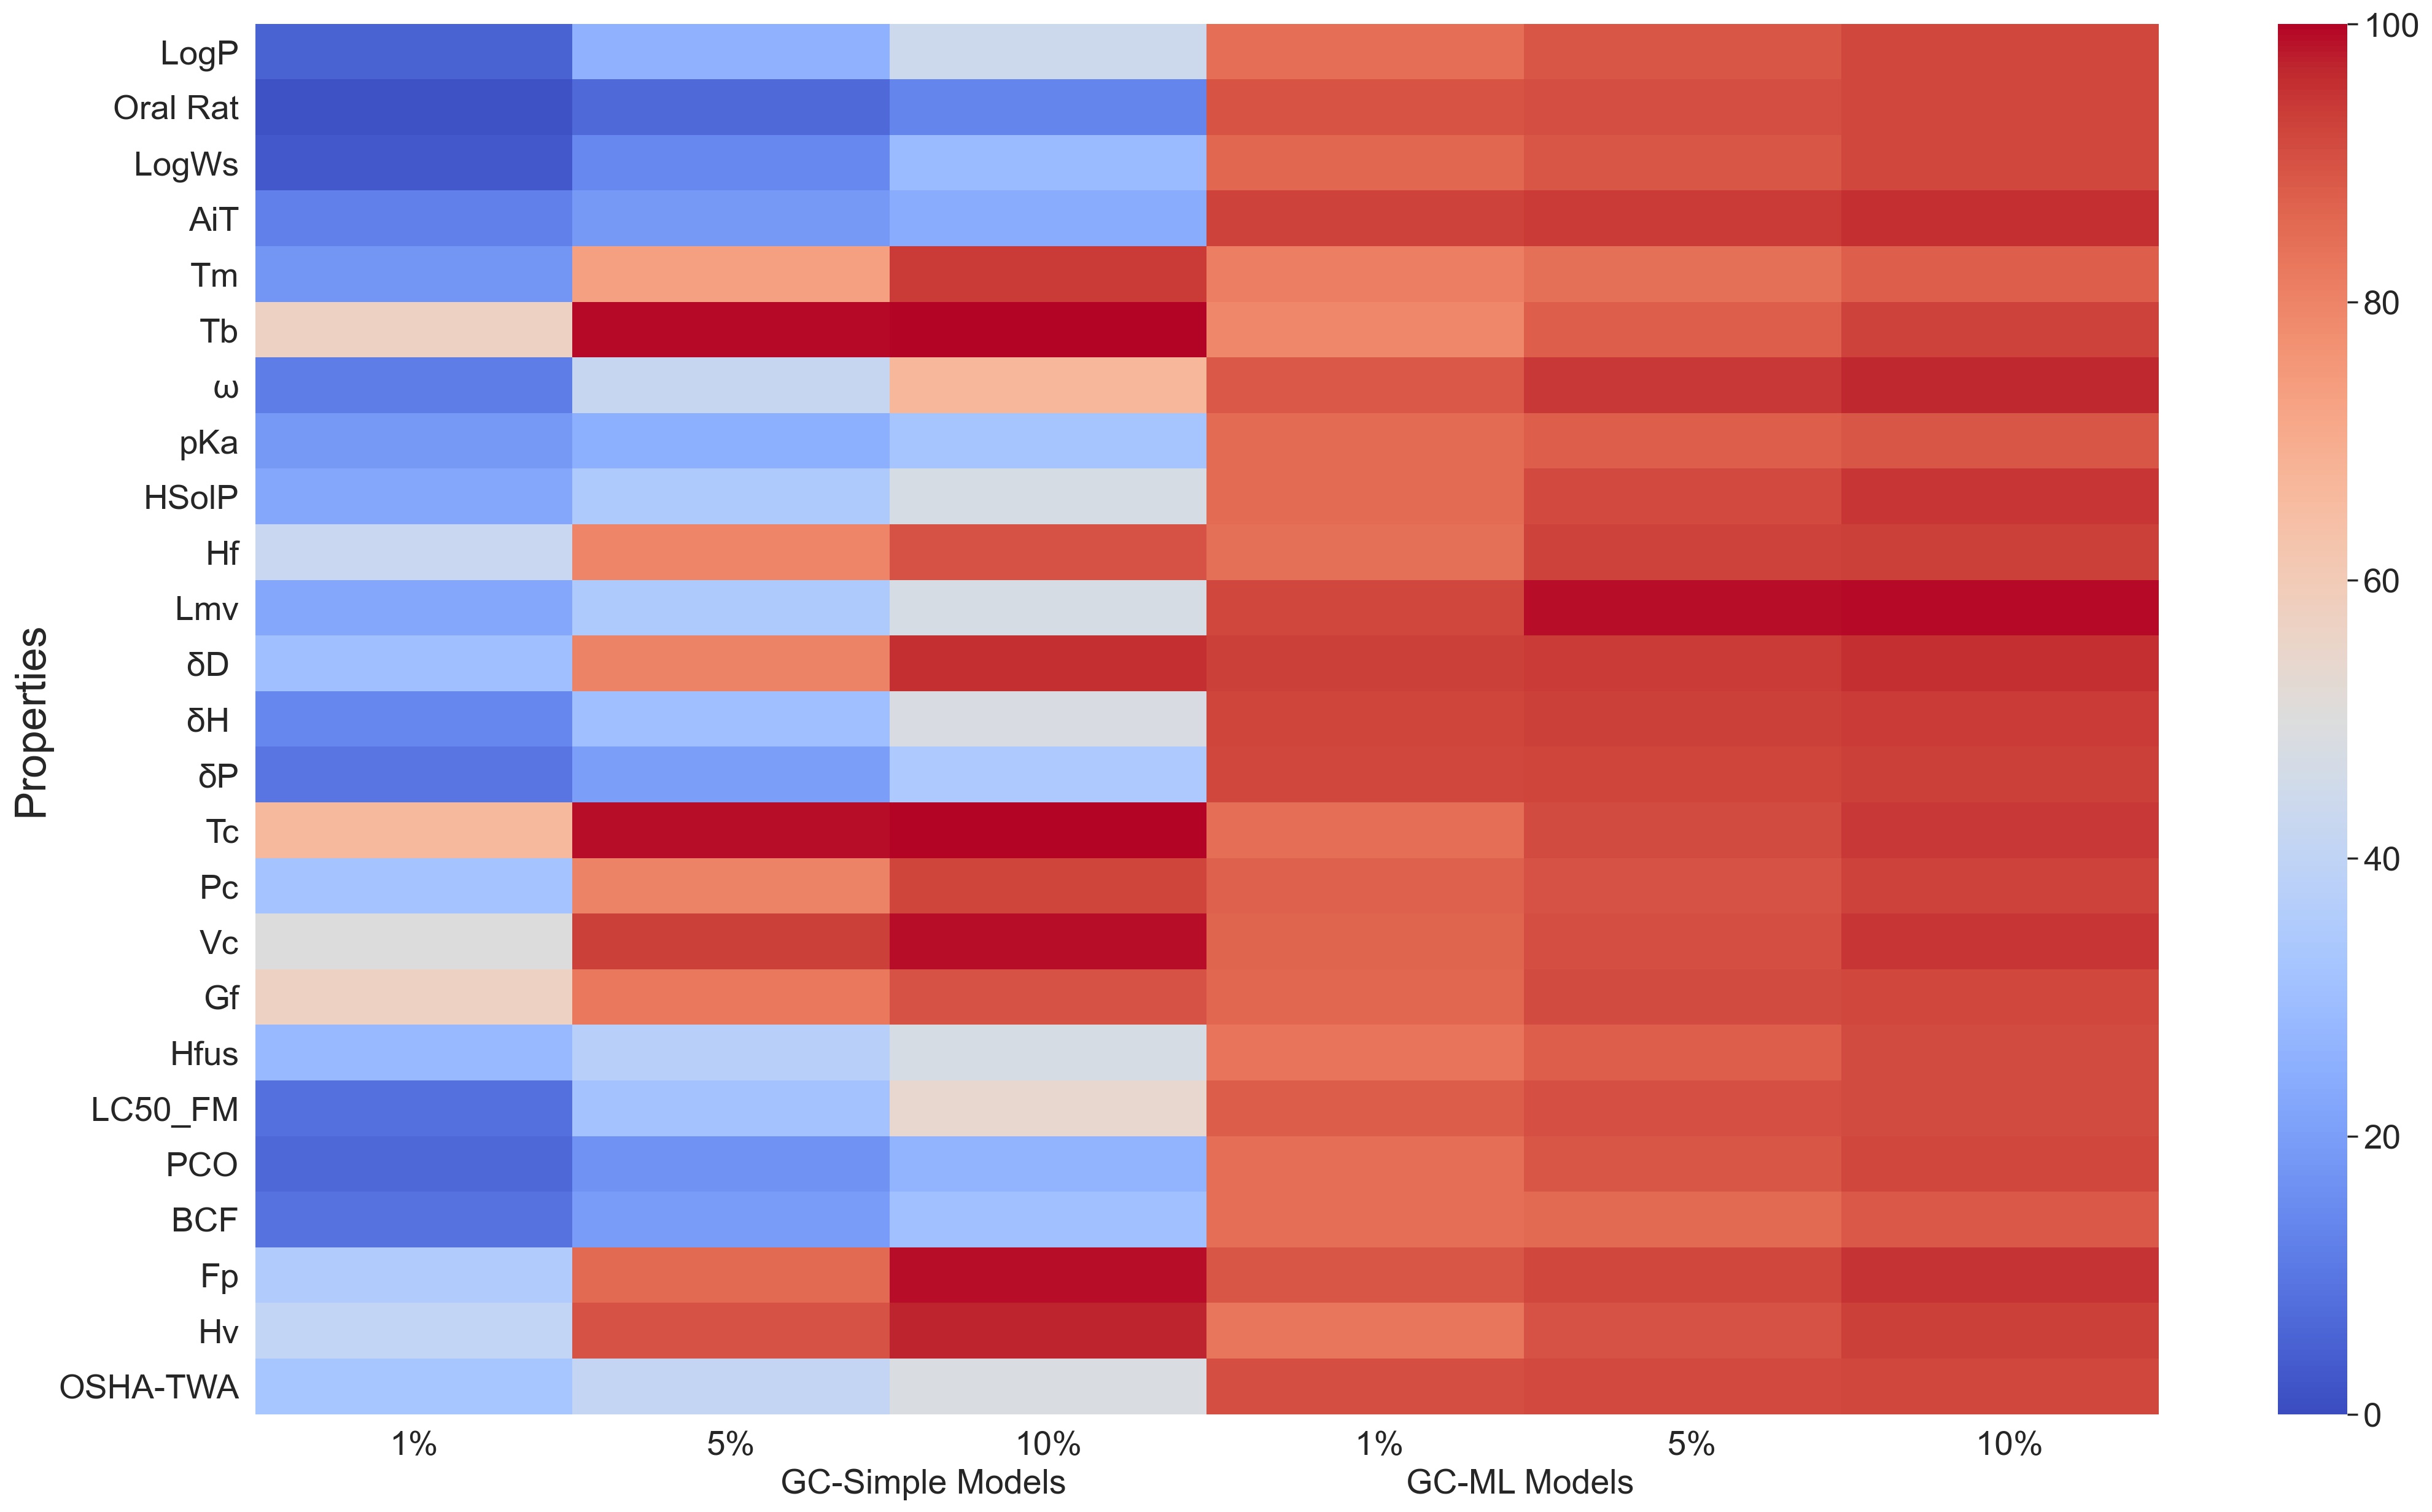 Properties
LogP
Oral Rat
LogWs
AiT
Tm
Tb
ω
pKa
HSolP
Hf
Lmv
δD
δH
δP
Tc
Pc
Vc
Gf
Hfus
LC50_FM
PCO
BCF
Fp
Hv
OSHA-TWA
1% 5% 10% 1% 5% 10%
GC-Simple Models GC-ML Models
100
80
60
40
20
0